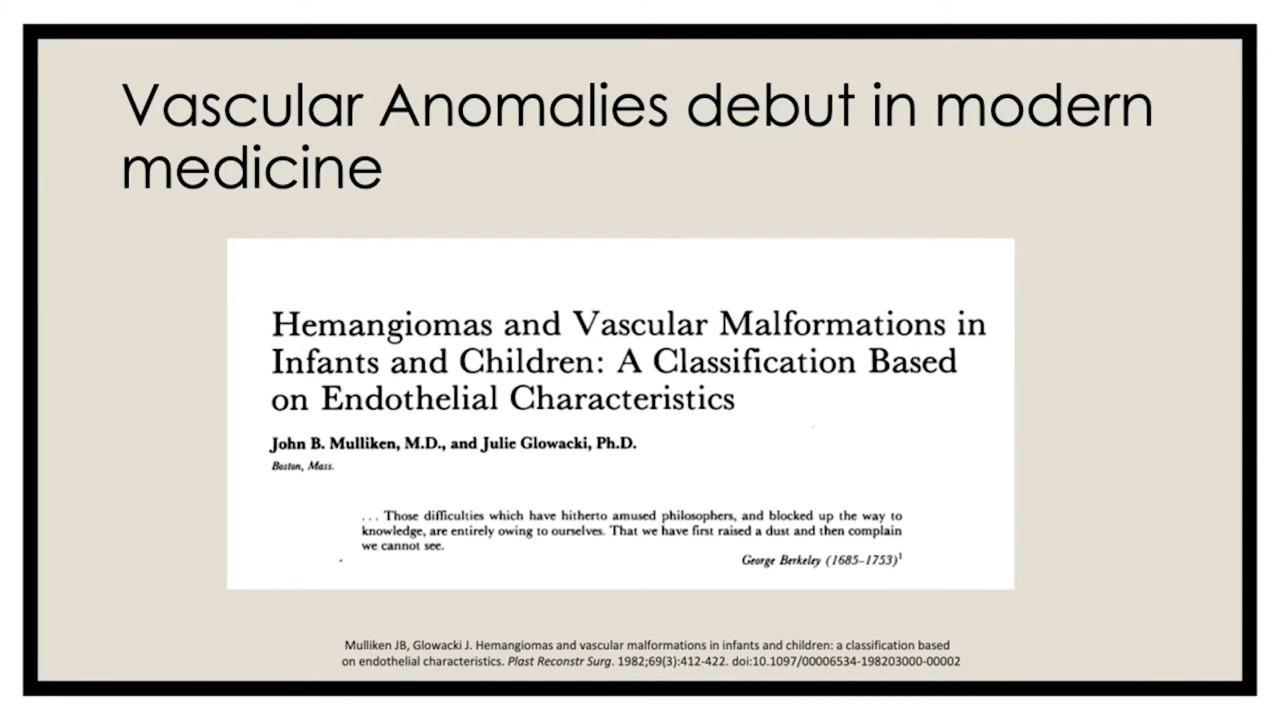 Vascular Anomalies debut in modern
medicine
Hemangiomas and Vascular Malformations in
Infants and Children: A Classification Based
on Endothelial Characteristics
John B. Mulliken, M.D., and Julie Glowacki, Ph.D.
Boston, Mass.
. . . Those difficulties which have hitherto amused philosophers, and blocked up the way to
knowledge, are entirely owing to ourselves. That we have first raised a dust and then complain
we cannot see.
George Berkeley (1685–1753)¹
Mulliken JB, Glowacki J. Hemangiomas and vascular malformations in infants and children: a classification based
on endothelial characteristics. Plast Reconstr Surg. 1982;69(3):412-422. doi:10.1097/00006534-198203000-00002